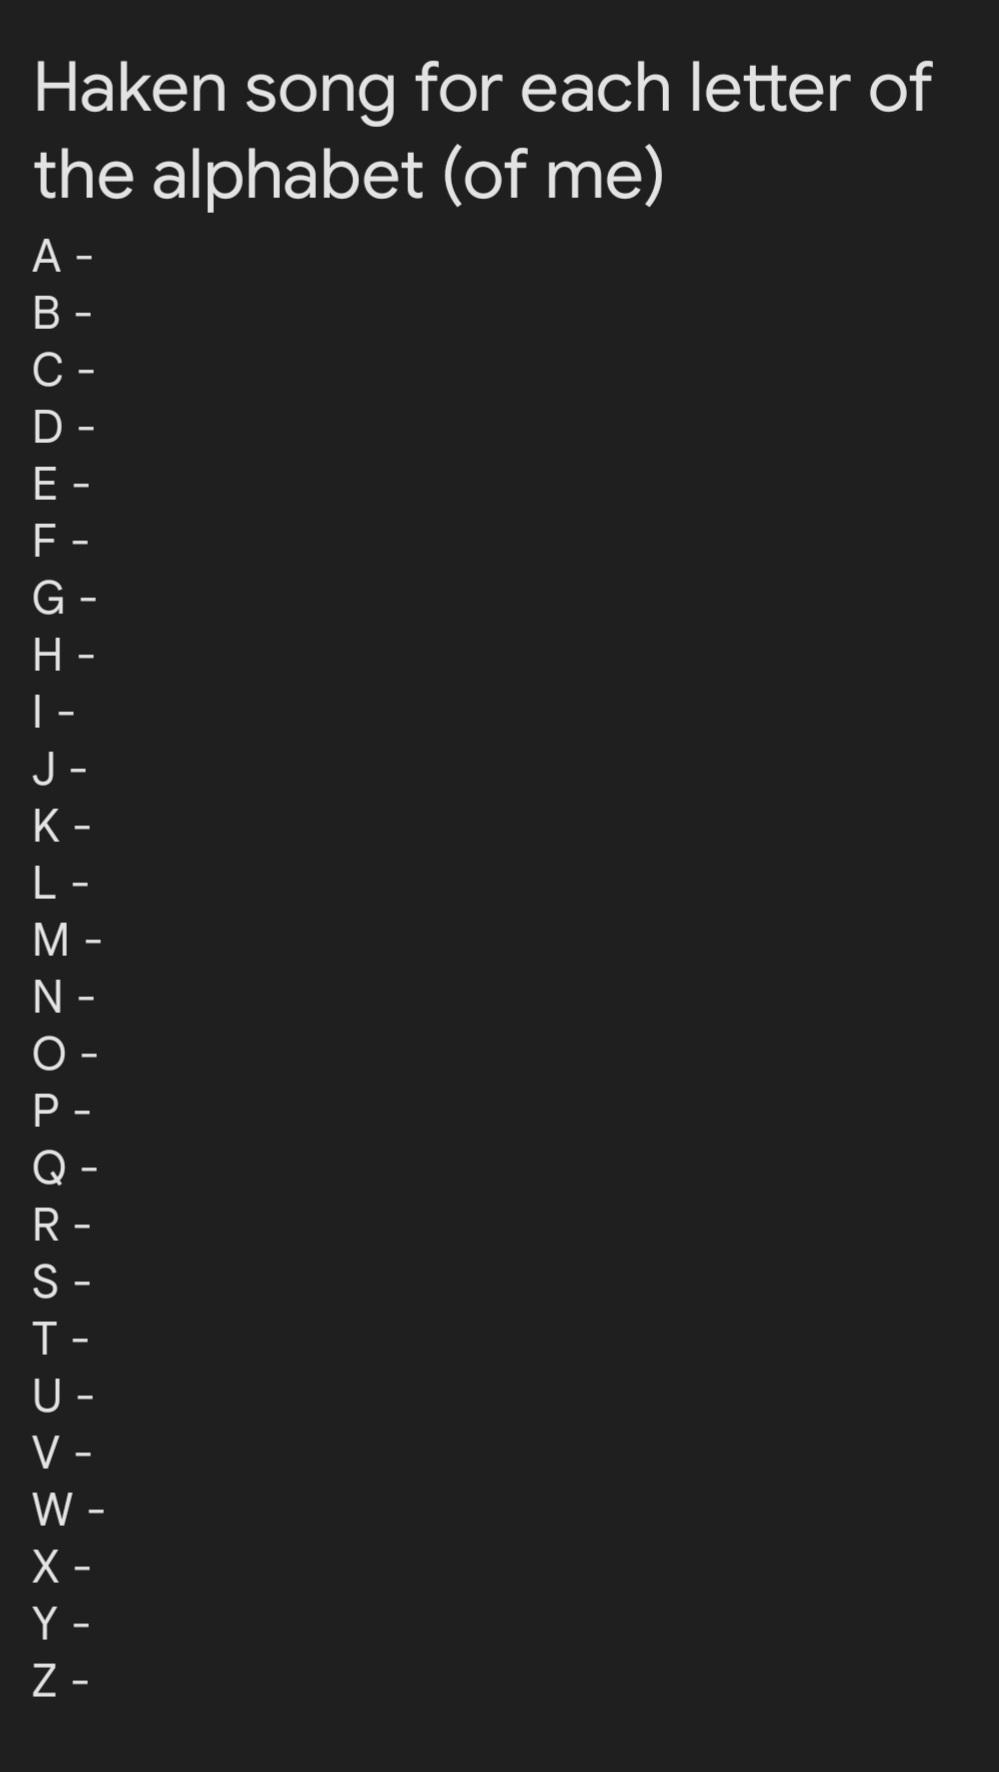 Haken song for each letter of
the alphabet (of me)
A -
B -
C -
D -
E -
F -
G -
H -
I -
J -
K -
L -
M -
N -
O -
P -
Q -
R -
S -
T -
U -
V -
W -
X -
Y -
Z -